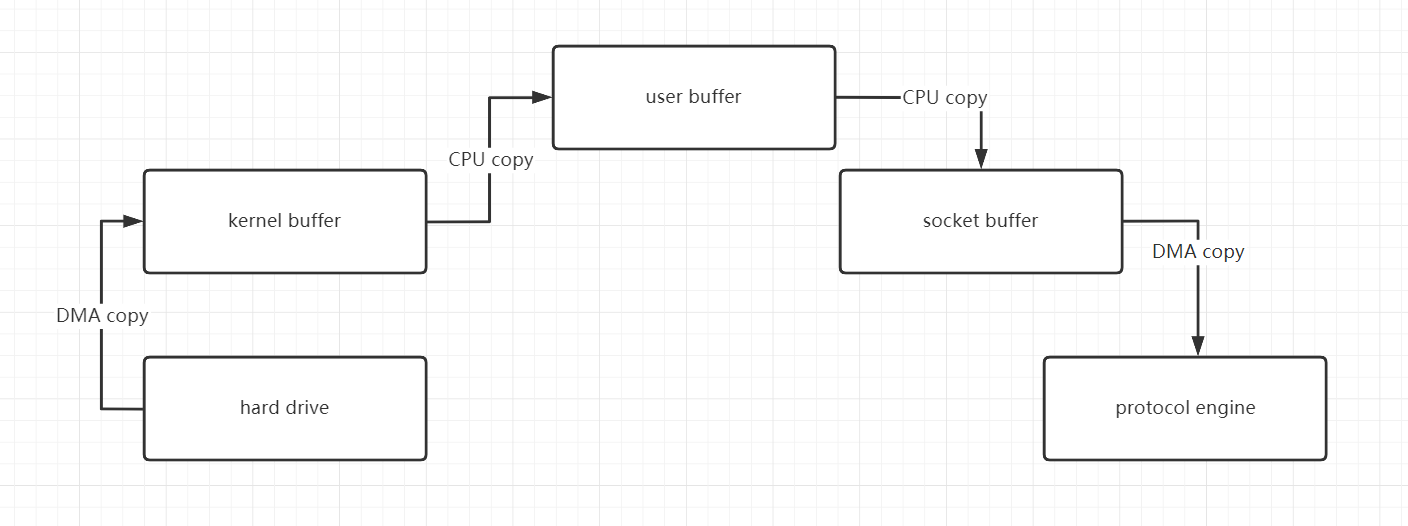 user buffer
CPU copy
CPU copy
kernel buffer
socket buffer
DMA copy
DMA copy
hard drive
protocol engine